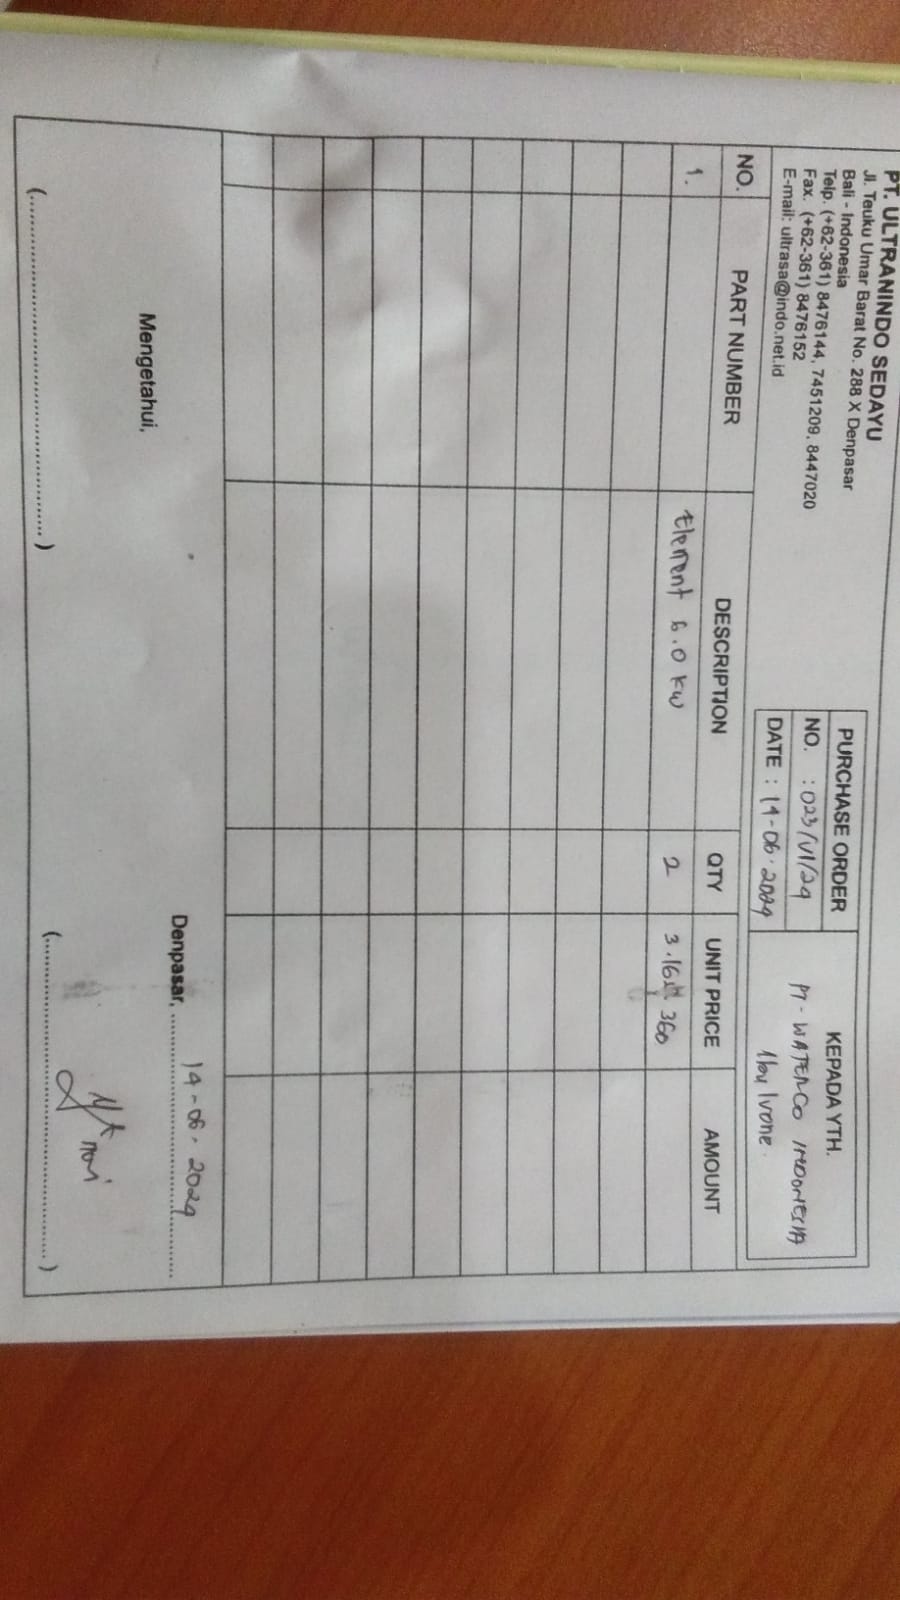 PT. ULTRANINDO SEDAYU
Jl. Teuku Umar Barat No. 288 X Denpasar
Bali - Indonesia
Telp. (+62-361) 8476144, 7451209, 8447020
Fax. (+62-361) 8476152
E-mail: ultrasa@indo.net.id
PURCHASE ORDER
NO. : 023/VI/24
DATE : 14-06-2024
KEPADA YTH.
PT. WATERCO INDONESIA
Ibu Ivone.
NO. PART NUMBER DESCRIPTION QTY UNIT PRICE AMOUNT
1. Element 6.0 kw 2 360
Denpasar, 14-06-2024
Mengetahui,
(........................................) (........................................)